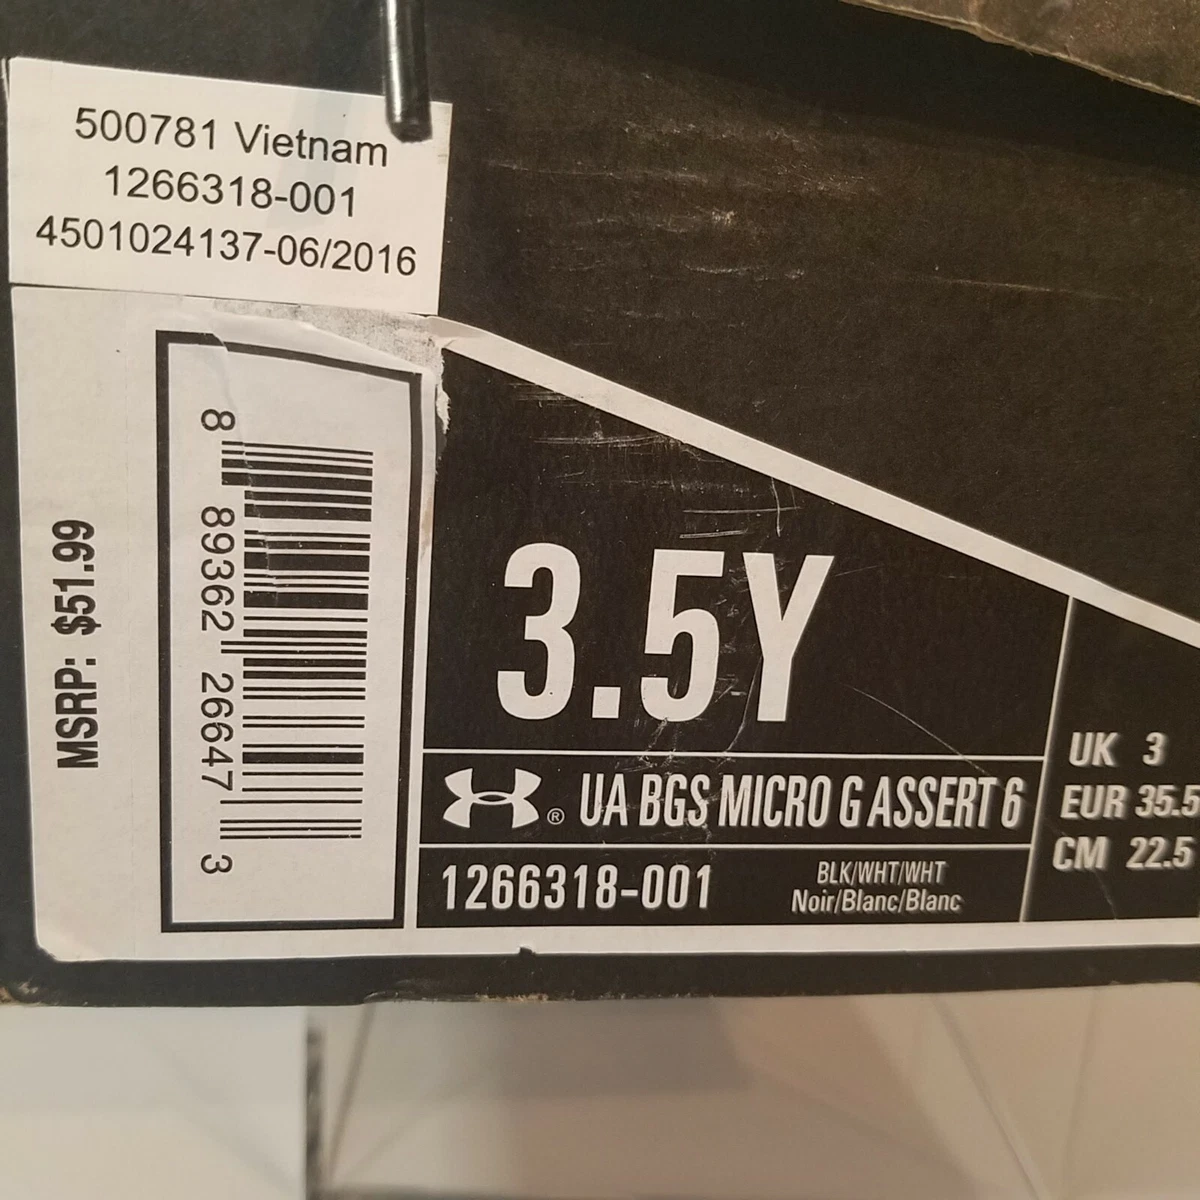 500781 Vietnam
1266318-001
4501024137-06/2016
MSRP: $51.99
8 89362 26647 3
3.5Y
® UA BGS MICRO G ASSERT 6
1266318-001
BLK/WHT/WHT
Noir/Blanc/Blanc
UK 3
EUR 35.5
CM 22.5